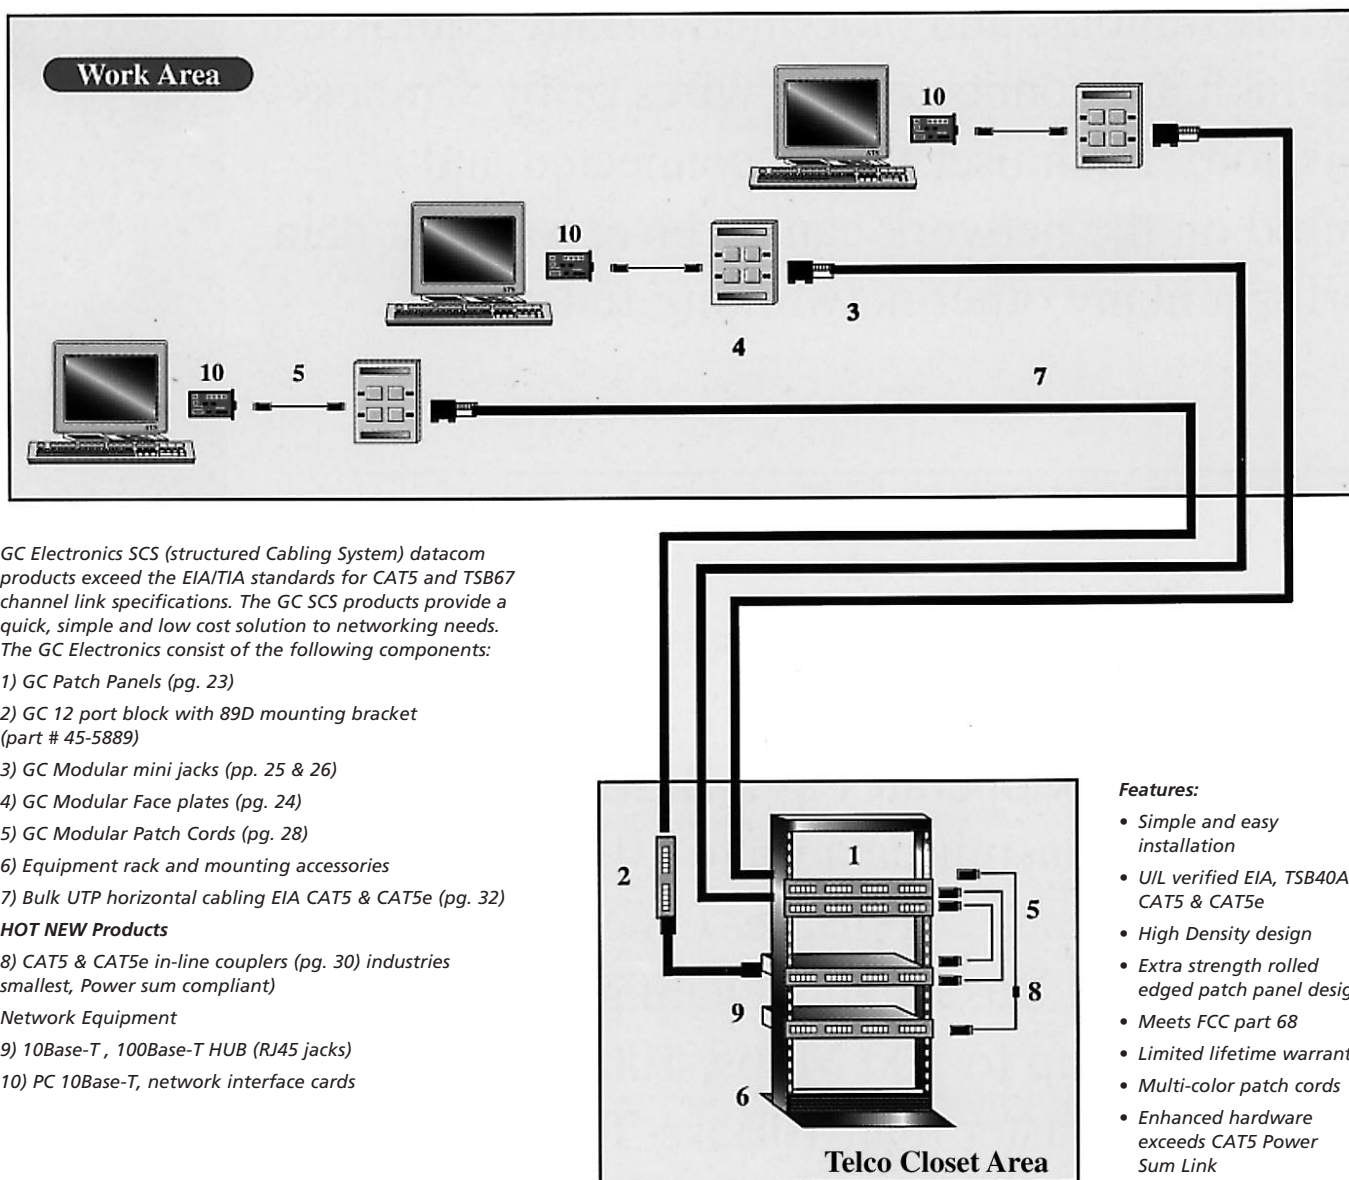 Work Area
10
10
3
4
10
5
7
GC Electronics SCS (structured Cabling System) datacom
products exceed the EIA/TIA standards for CAT5 and TSB67
channel link specifications. The GC SCS products provide a
quick, simple and low cost solution to networking needs.
The GC Electronics consist of the following components:
1) GC Patch Panels (pg. 23)
2) GC 12 port block with 89D mounting bracket
(part # 45-5889)
3) GC Modular mini jacks (pp. 25 & 26)
4) GC Modular Face plates (pg. 24)
5) GC Modular Patch Cords (pg. 28)
6) Equipment rack and mounting accessories
7) Bulk UTP horizontal cabling EIA CAT5 & CAT5e (pg. 32)
HOT NEW Products
8) CAT5 & CAT5e in-line couplers (pg. 30) industries
smallest, Power sum compliant)
Network Equipment
9) 10Base-T , 100Base-T HUB (RJ45 jacks)
10) PC 10Base-T, network interface cards
1
2
5
8
9
6
Telco Closet Area
Features:
• Simple and easy
installation
• U/L verified EIA, TSB40A
CAT5 & CAT5e
• High Density design
• Extra strength rolled
edged patch panel desig
• Meets FCC part 68
• Limited lifetime warrant
• Multi-color patch cords
• Enhanced hardware
exceeds CAT5 Power
Sum Link